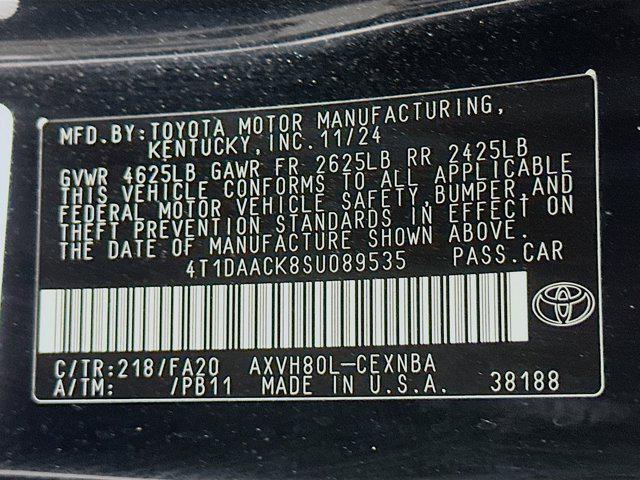 MFD.BY:TOYOTA MOTOR MANUFACTURING,
KENTUCKY,INC.11/24
GVWR 4625LB GAWR FR 2625LB RR 2425LB
THIS VEHICLE CONFORMS TO ALL APPLICABLE
FEDERAL MOTOR VEHICLE SAFETY,BUMPER,AND
THEFT PREVENTION STANDARDS IN EFFECT ON
THE DATE OF MANUFACTURE SHOWN ABOVE.
4T1DAACK8SU089535 PASS.CAR
C/TR:218/FA20 AXVH80L-CEXNBA
A/TM: /PB11 MADE IN U.S.A. 38188